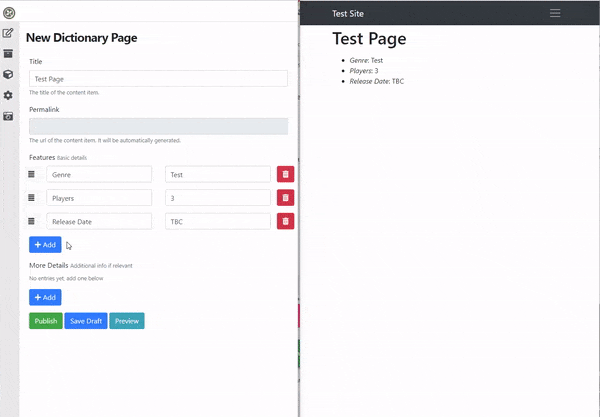 New Dictionary Page
Title
Test Page
The title of the content item.
Permalink
The url of the content item. It will be automatically generated.
Features Basic details
Genre Test
Players 3
Release Date TBC
Add
More Details Additional info if relevant
No entries yet, add one below
Add
Publish Save Draft Preview
Test Site
Test Page
Genre: Test
Players: 3
Release Date: TBC